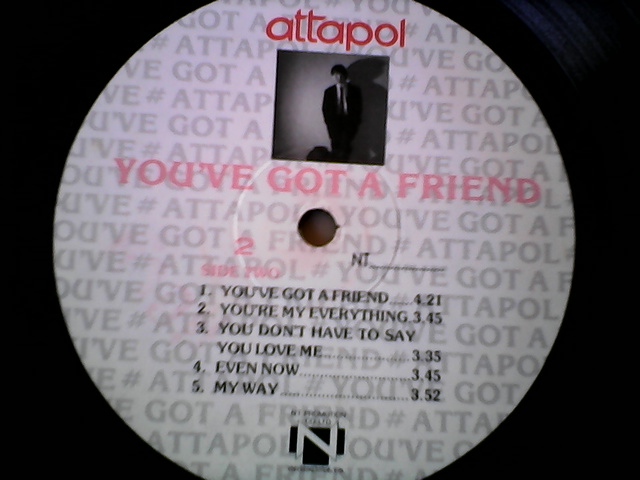 attapol
YOU'VE GOT A FRIEND
2
SIDE TWO
NT
1. YOU'VE GOT A FRIEND.....4.21
2. YOU'RE MY EVERYTHING.3.45
3. YOU DON'T HAVE TO SAY
YOU LOVE ME......................3.35
4. EVEN NOW...........................3.45
5. MY WAY................................3.52
N